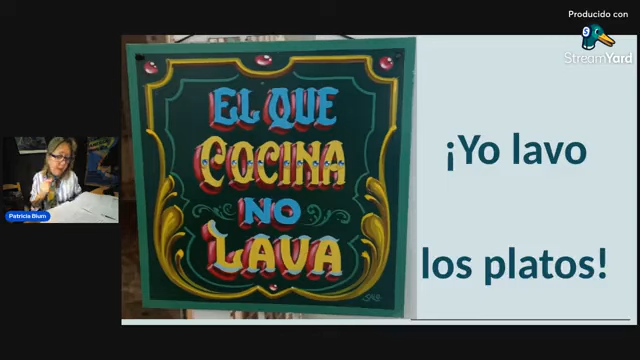 Producido con
StreamYard
EL QUE
COCINA
NO
LAVA
¡Yo lavo
los platos!
Patricia Blum